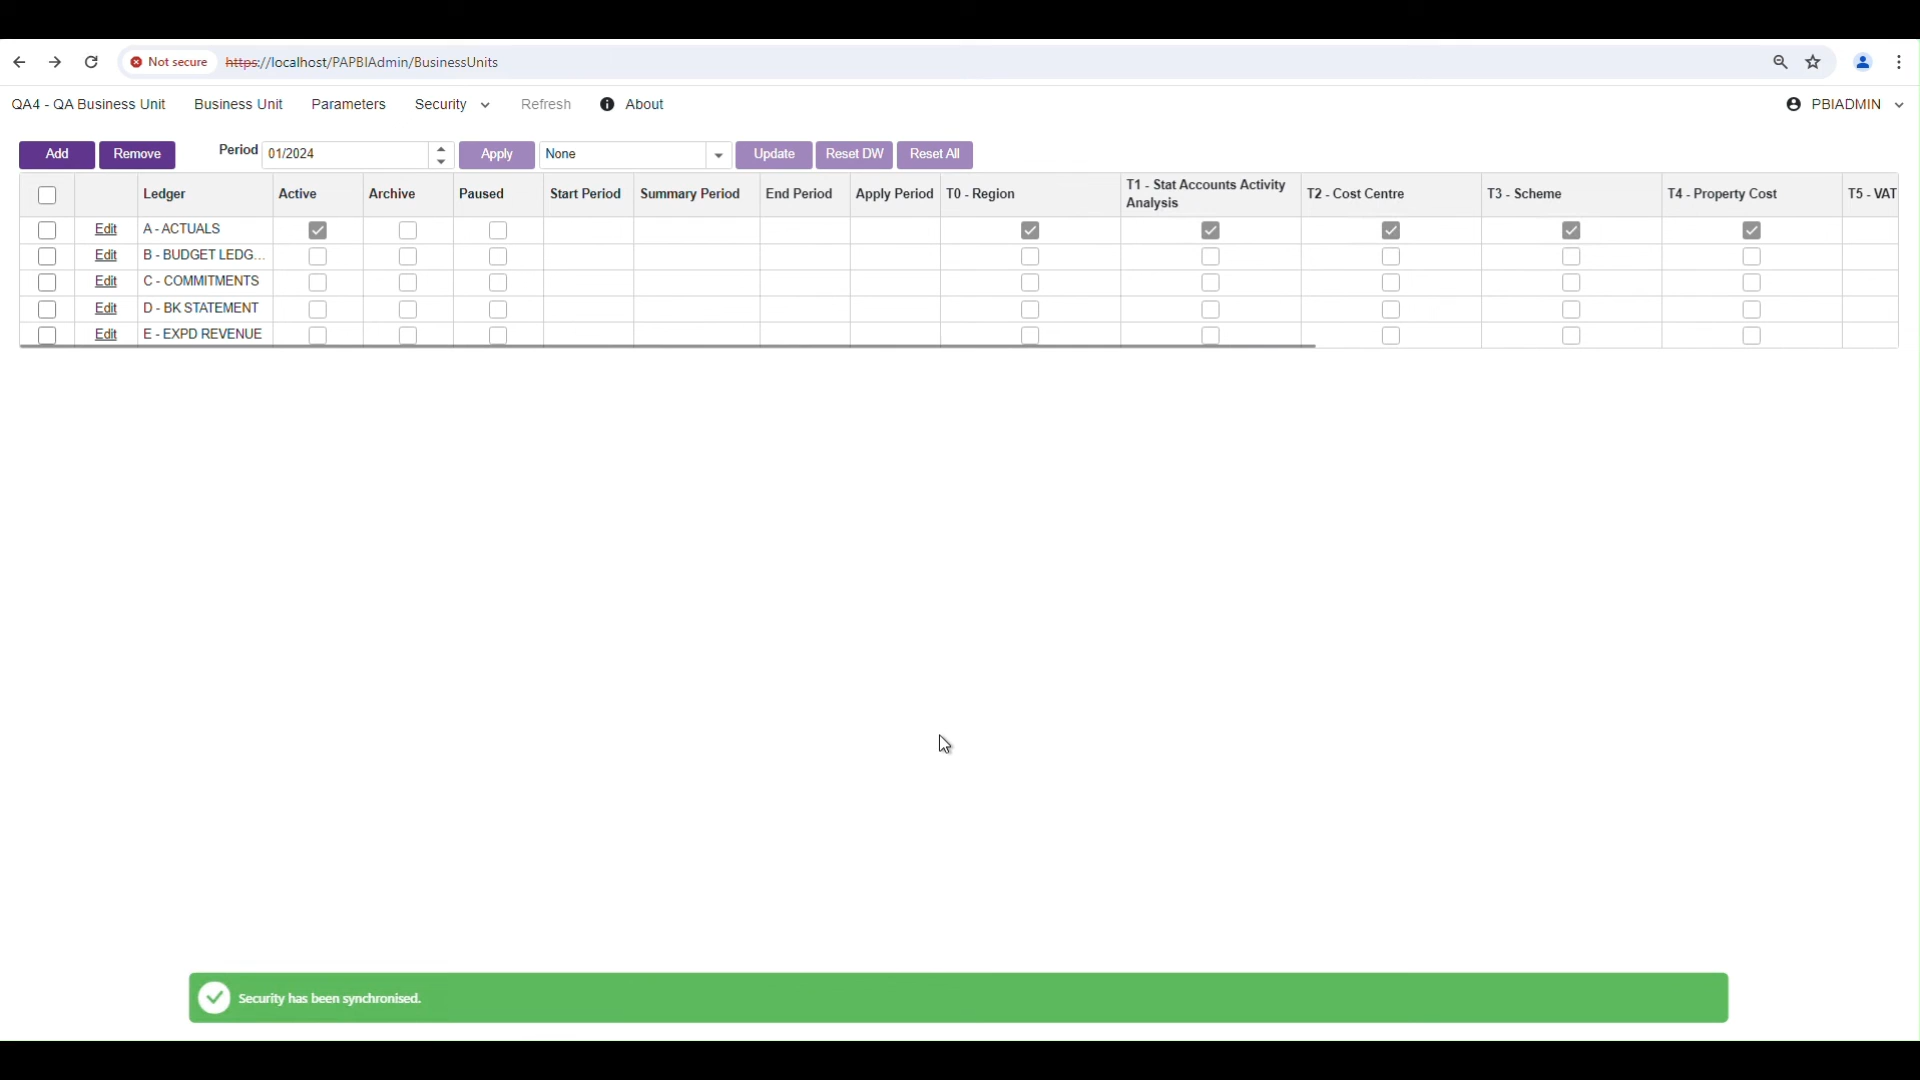 Not secure https://localhost/PAPBIAdmin/BusinessUnits
QA4 - QA Business Unit Business Unit Parameters Security Refresh About PBIADMIN
Add Remove Period 01/2024 Apply None Update Reset DW Reset All
Ledger Active Archive Paused Start Period Summary Period End Period Apply Period T0 - Region T1 - Stat Accounts Activity Analysis T2 - Cost Centre T3 - Scheme T4 - Property Cost T5 - VAT
Edit A - ACTUALS
Edit B - BUDGET LEDG...
Edit C - COMMITMENTS
Edit D - BK STATEMENT
Edit E - EXPD REVENUE
Security has been synchronised.